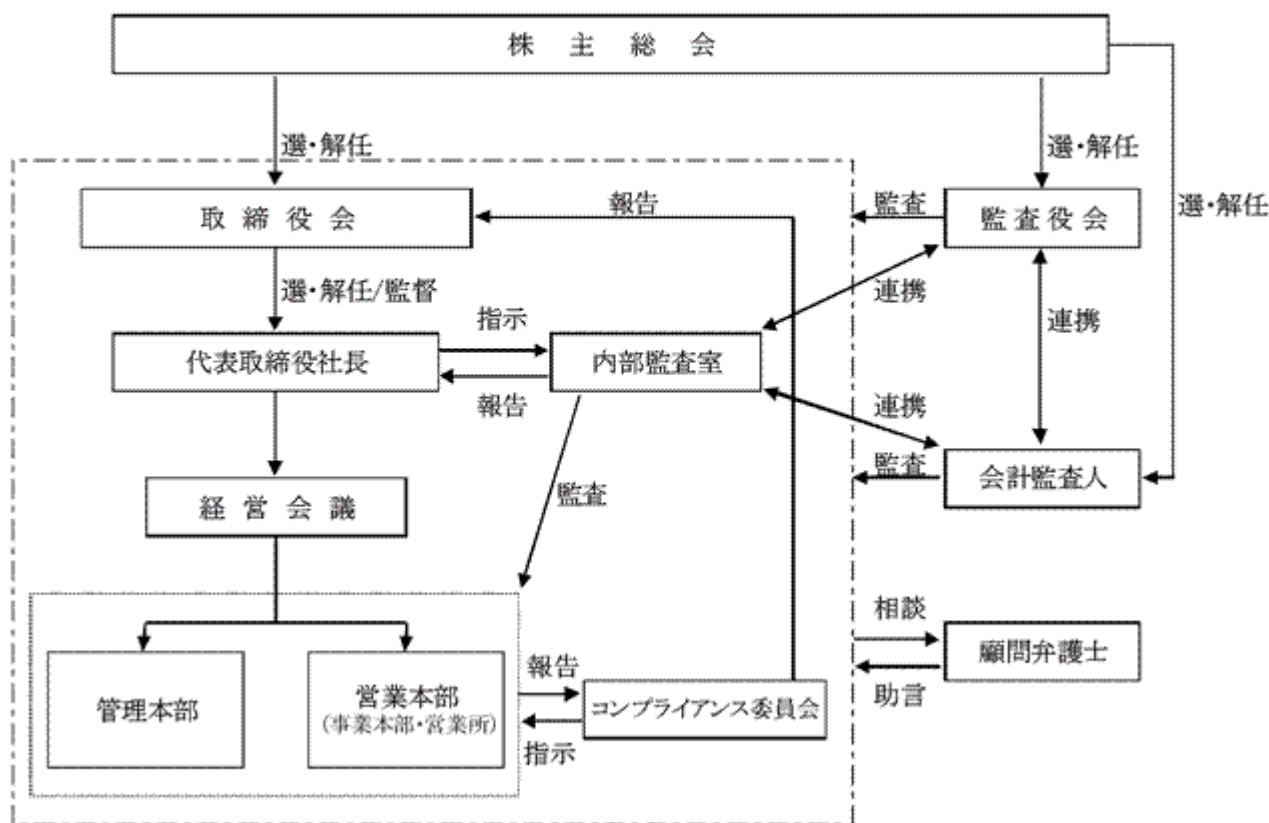 株主総会
選・解任
選・解任
選・解任
取締役会
報告
監査
監査役会
選・解任/監督
連携
連携
指示
代表取締役社長
内部監査室
報告
連携
監査
会計監査人
経営会議
監査
相談
顧問弁護士
助言
管理本部
営業本部
(事業本部・営業所)
報告
コンプライアンス委員会
指示